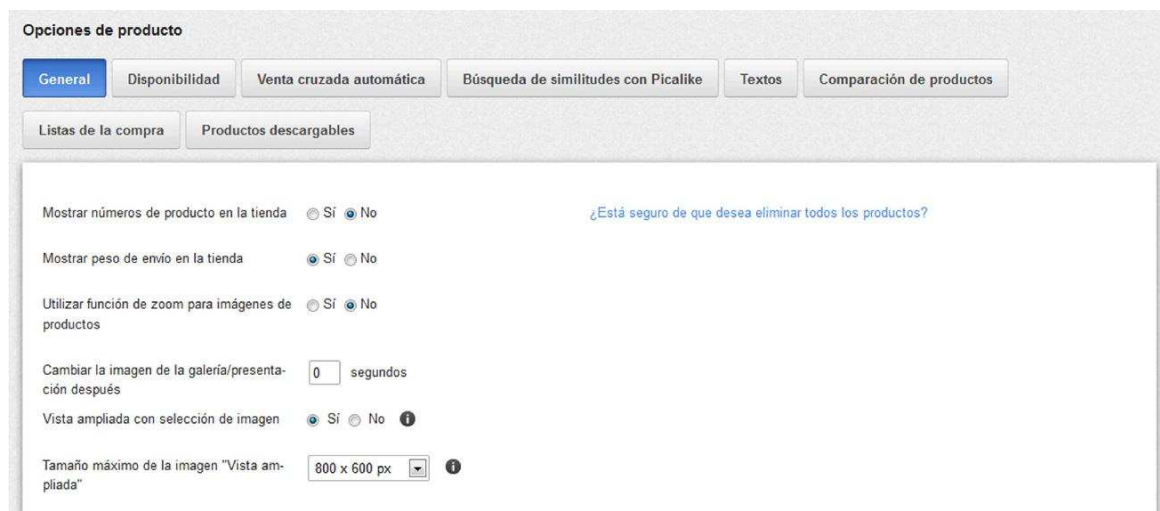 Opciones de producto
General Disponibilidad Venta cruzada automática Búsqueda de similitudes con Picalike Textos Comparación de productos
Listas de la compra Productos descargables
Mostrar números de producto en la tienda Sí No ¿Está seguro de que desea eliminar todos los productos?
Mostrar peso de envío en la tienda Sí No
Utilizar función de zoom para imágenes de Sí No
productos
Cambiar la imagen de la galería/presenta- 0 segundos
ción después
Vista ampliada con selección de imagen Sí No
Tamaño máximo de la imagen "Vista am- 800 x 600 px
pliada"